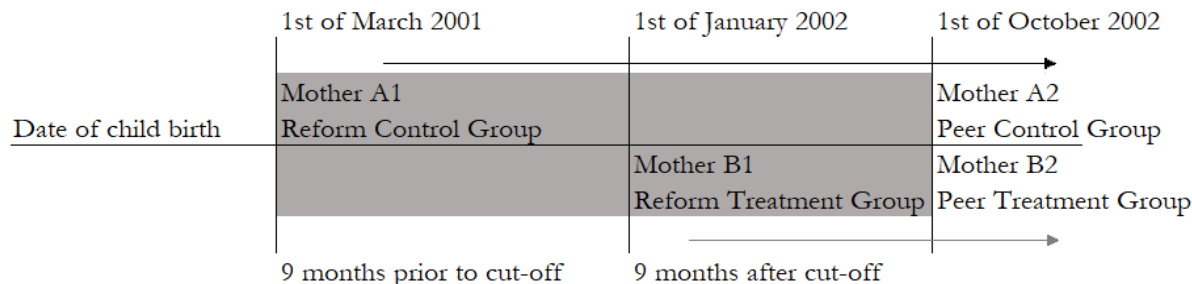 1st of March 2001 1st of January 2002 1st of October 2002
Mother A1 Mother A2
Date of child birth Reform Control Group Peer Control Group
Mother B1 Mother B2
Reform Treatment Group Peer Treatment Group
9 months prior to cut-off 9 months after cut-off